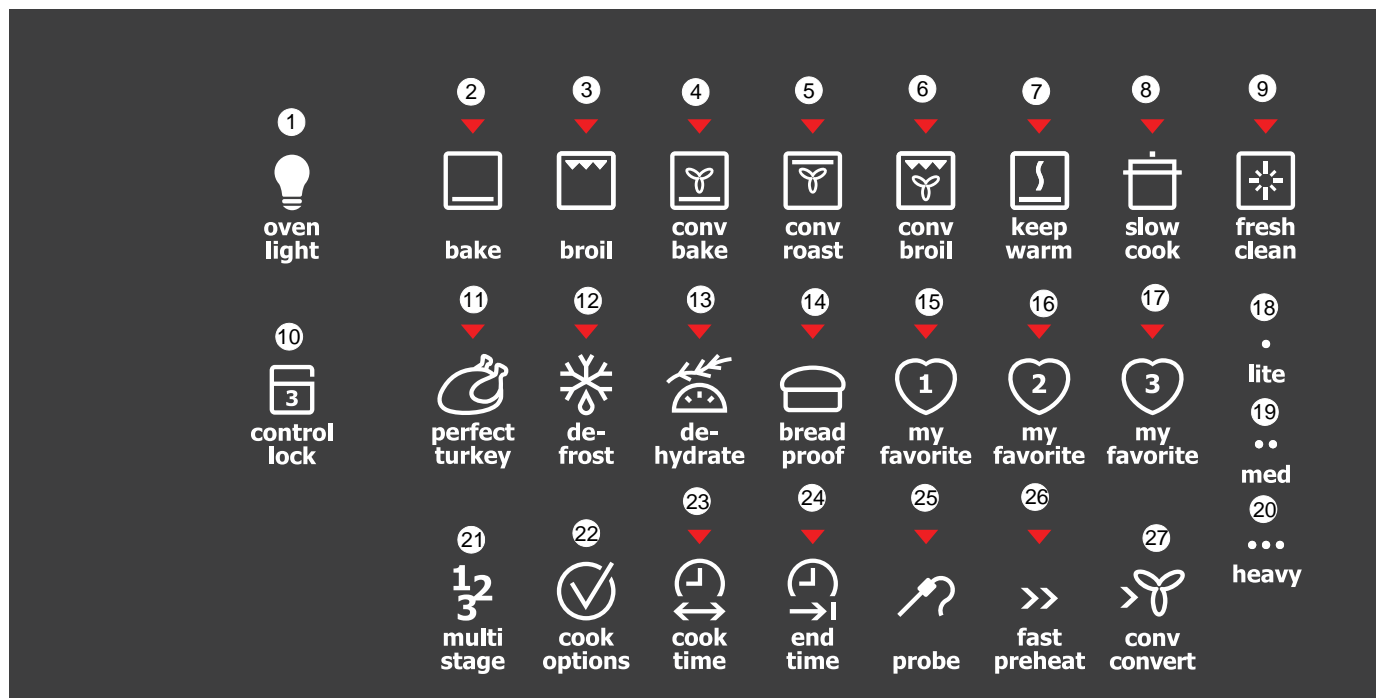 2 3 4 5 6 7 8 9
1
oven light
bake
broil
conv bake
conv roast
conv broil
keep warm
slow cook
fresh clean
11 12 13 14 15 16 17
10
3
control lock
perfect turkey
de-
frost
de-
hydrate
bread proof
1
my favorite
2
my favorite
3
my favorite
18
lite
19
med
20
heavy
21
1 2 3
multi stage
22
cook options
23
cook time
24
end time
25
probe
26
>>
fast preheat
27
>
conv convert